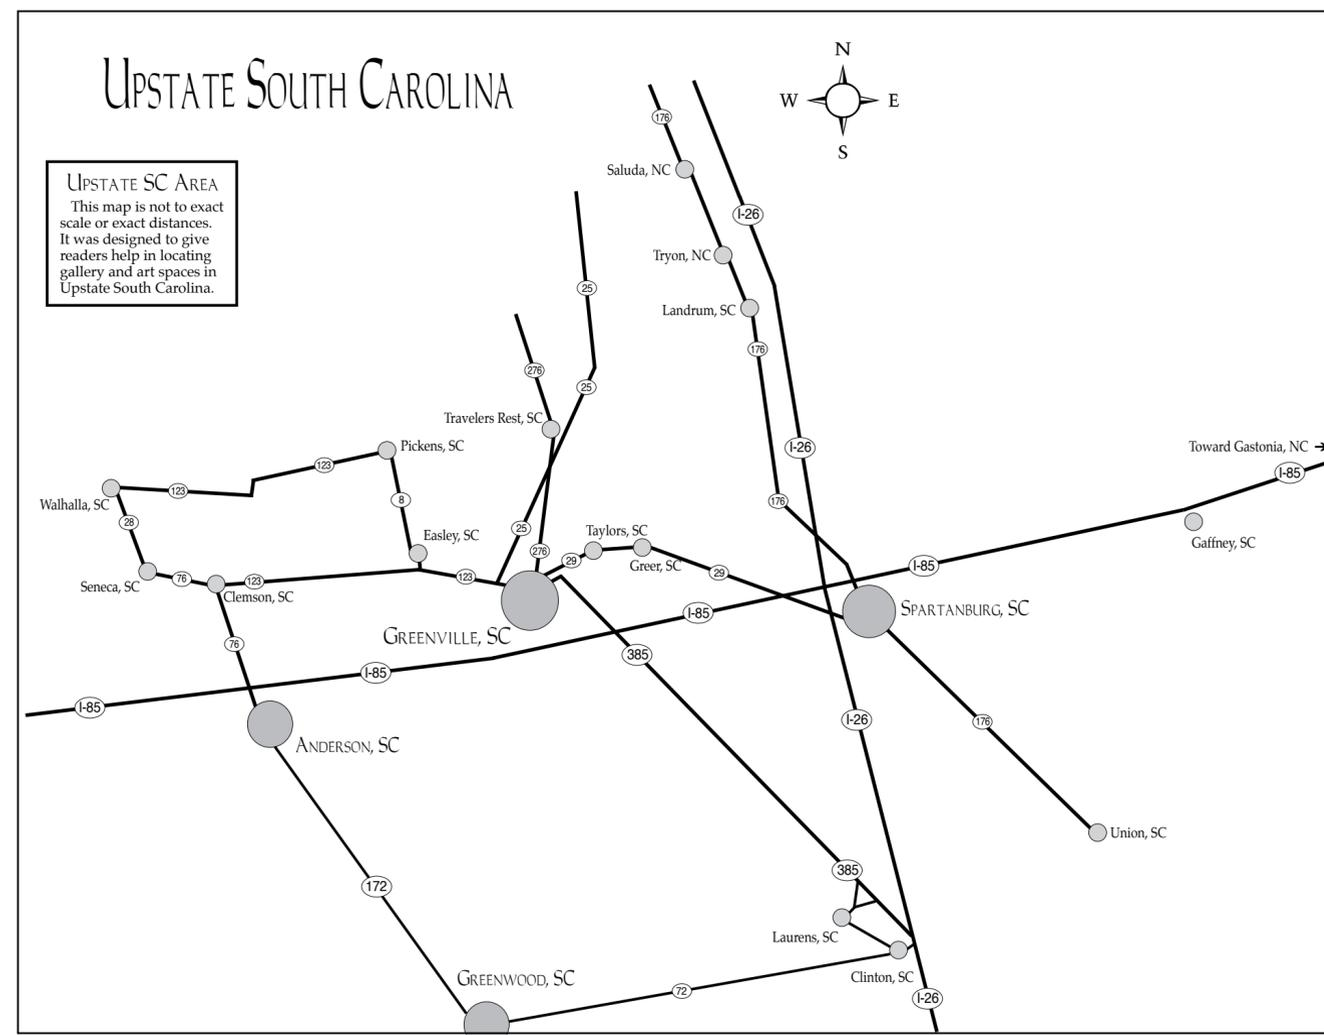 UPSTATE SOUTH CAROLINA
N
W E
S
UPSTATE SC AREA
This map is not to exact
scale or exact distances.
It was designed to give
readers help in locating
gallery and art spaces in
Upstate South Carolina.
176
Saluda, NC
I-26
Tryon, NC
25
Landrum, SC
176
276
25
Travelers Rest, SC
Pickens, SC
I-26
Toward Gastonia, NC →
123
I-85
Walhalla, SC
123
8
176
28
25
Gaffney, SC
Easley, SC
Taylors, SC
276
29
Greer, SC
29
I-85
Seneca, SC
76
Clemson, SC
123
123
GREENVILLE, SC
I-85
SPARTANBURG, SC
76
385
I-85
I-85
I-26
176
ANDERSON, SC
Union, SC
385
172
Laurens, SC
Clinton, SC
GREENWOOD, SC
72
I-26